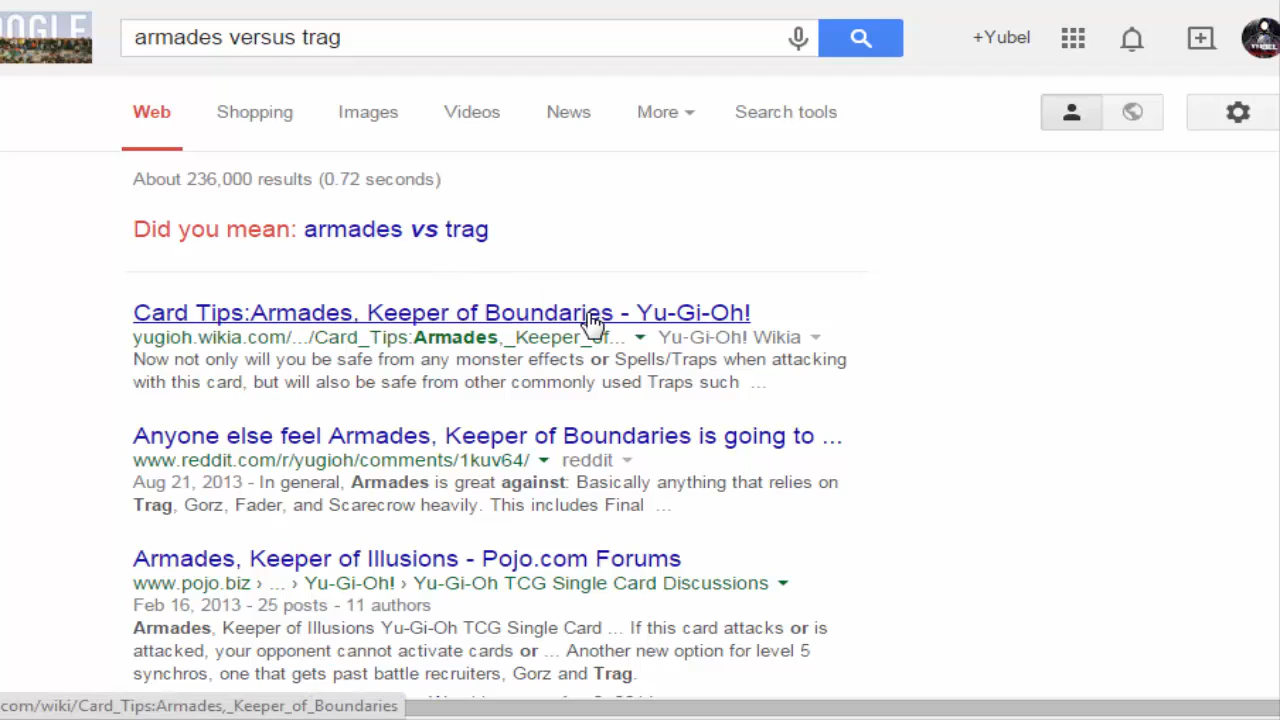 OOGLE
armades versus trag
+Yubel
Web Shopping Images Videos News More Search tools
About 236,000 results (0.72 seconds)
Did you mean: armades vs trag
Card Tips:Armades, Keeper of Boundaries - Yu-Gi-Oh!
yugioh.wikia.com/.../Card_Tips:Armades,_Keeper_of... Yu-Gi-Oh! Wikia
Now not only will you be safe from any monster effects or Spells/Traps when attacking
with this card, but will also be safe from other commonly used Traps such ...
Anyone else feel Armades, Keeper of Boundaries is going to ...
www.reddit.com/r/yugioh/comments/1kuv64/ reddit
Aug 21, 2013 - In general, Armades is great against: Basically anything that relies on
Trag, Gorz, Fader, and Scarecrow heavily. This includes Final ...
Armades, Keeper of Illusions - Pojo.com Forums
www.pojo.biz › ... › Yu-Gi-Oh! › Yu-Gi-Oh TCG Single Card Discussions
Feb 16, 2013 - 25 posts - 11 authors
Armades, Keeper of Illusions Yu-Gi-Oh TCG Single Card ... If this card attacks or is
attacked, your opponent cannot activate cards or ... Another new option for level 5
synchros, one that gets past battle recruiters, Gorz and Trag.
.com/wiki/Card_Tips:Armades,_Keeper_of_Boundaries